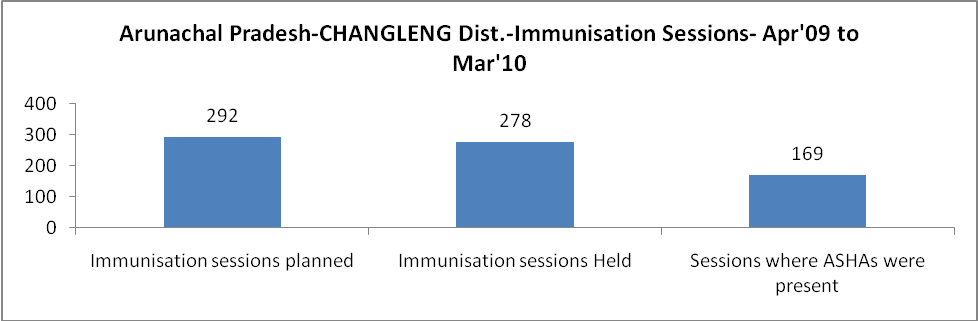 Arunachal Pradesh-CHANGLENG Dist.-Immunisation Sessions- Apr'09 to
Mar'10
400
300
200
100
0
292
278
169
Immunisation sessions planned
Immunisation sessions Held
Sessions where ASHAs were
present